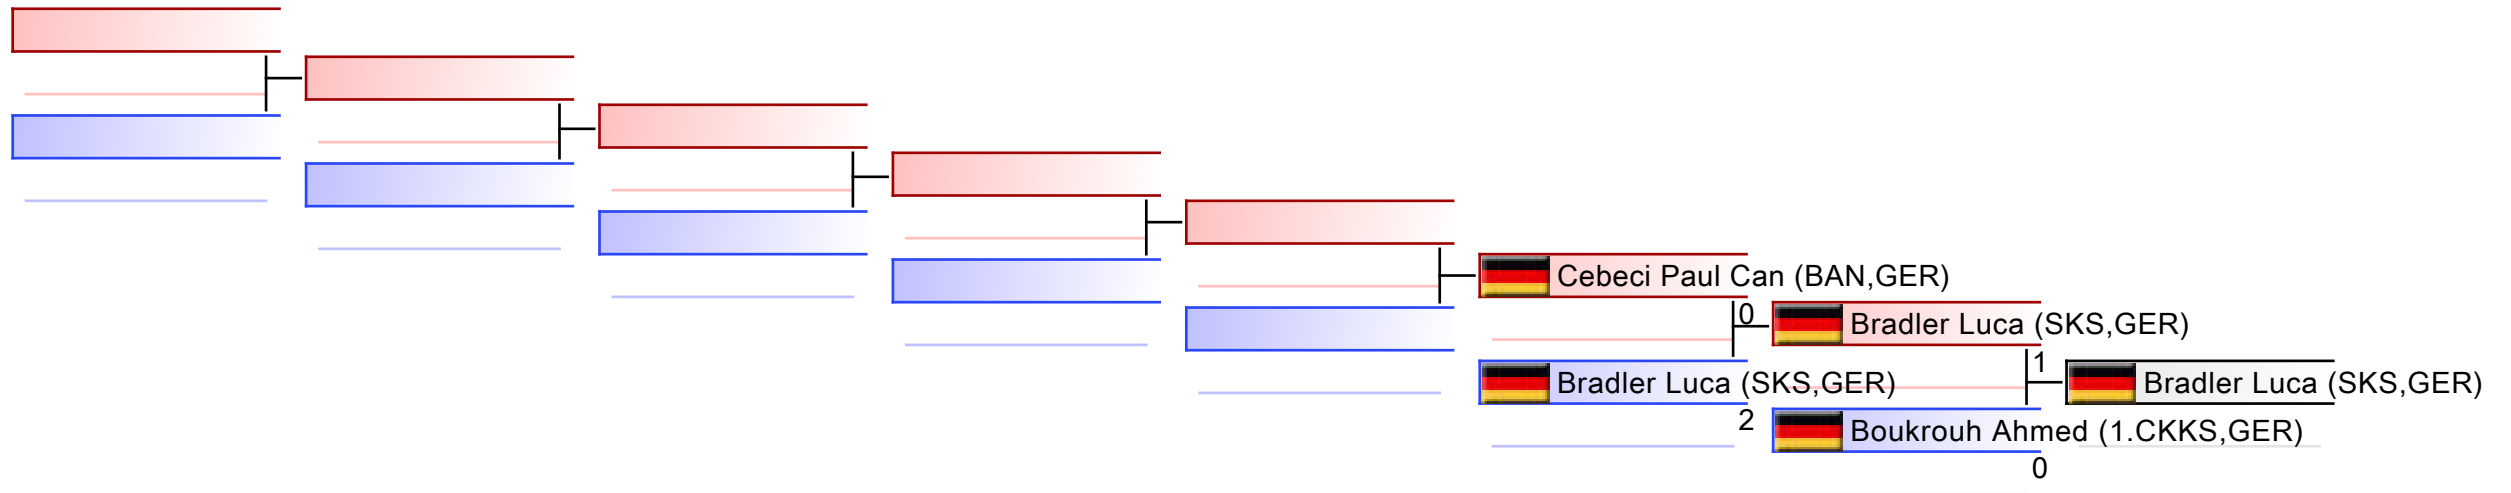 Cebeci Paul Can (BAN,GER)
0
Bradler Luca (SKS,GER)
2
Bradler Luca (SKS,GER)
1
Boukrouh Ahmed (1.CKKS,GER)
0
Bradler Luca (SKS,GER)